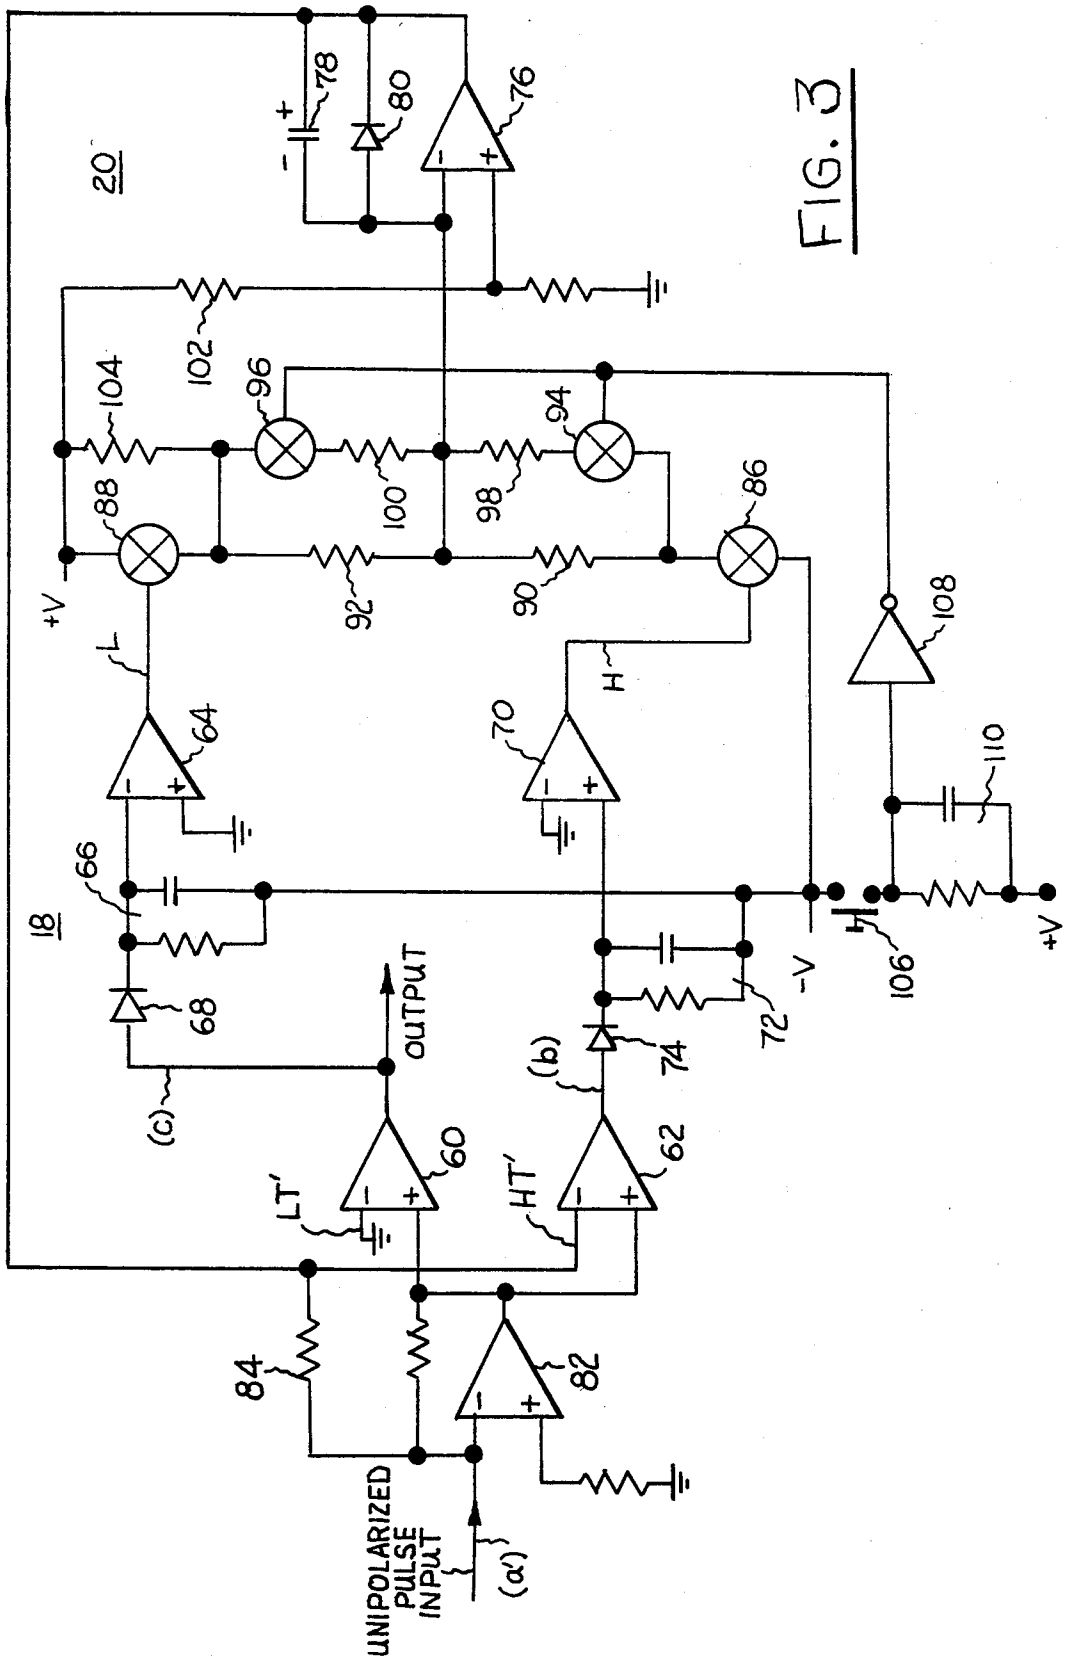 20
+
-
78
80
-
+
76
FIG. 3
102
104
96
100
98
94
+V
88
92
90
86
L
64
-
+
H
70
-
+
108
110
18
66
68
(c)
OUTPUT
LT'
-
+
60
(b)
74
72
-V
106
+V
HT'
-
+
62
84
-
+
82
UNIPOLARIZED
PULSE
INPUT
(a')